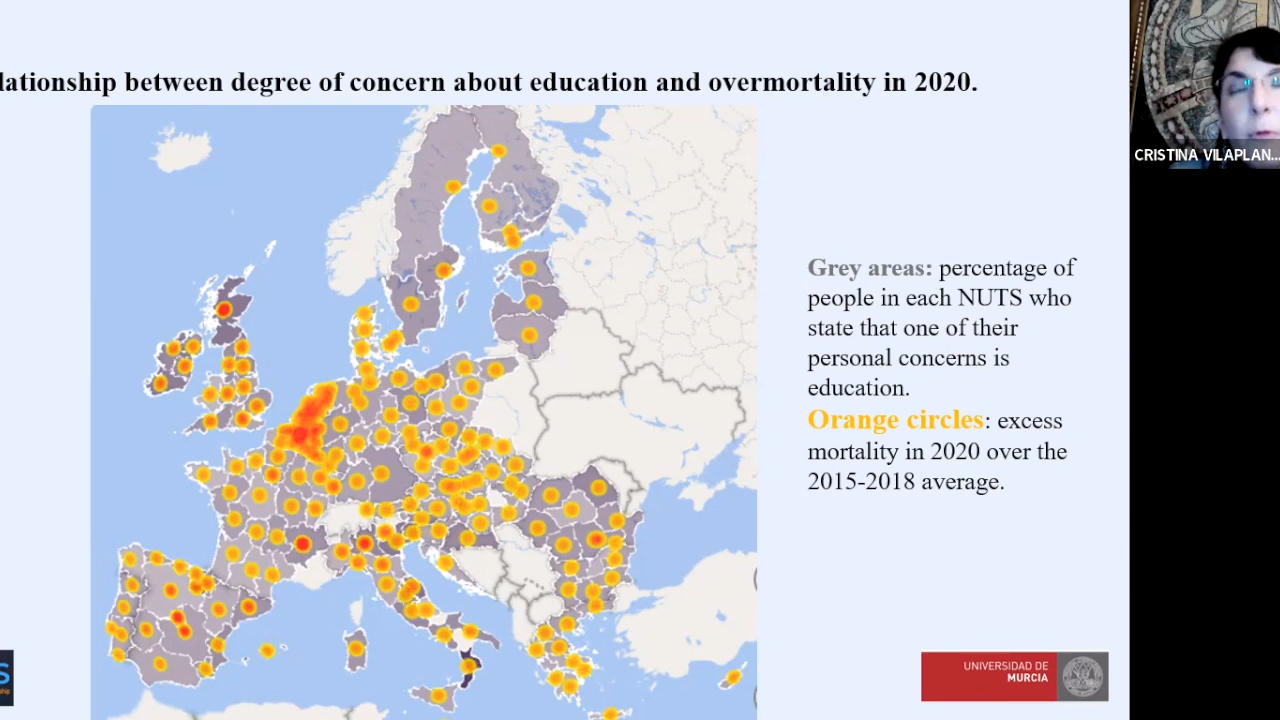 lationship between degree of concern about education and overmortality in 2020.
CRISTINA VILAPLAN...
Grey areas: percentage of
people in each NUTS who
state that one of their
personal concerns is
education.
Orange circles: excess
mortality in 2020 over the
2015-2018 average.
UNIVERSIDAD DE
MURCIA
S